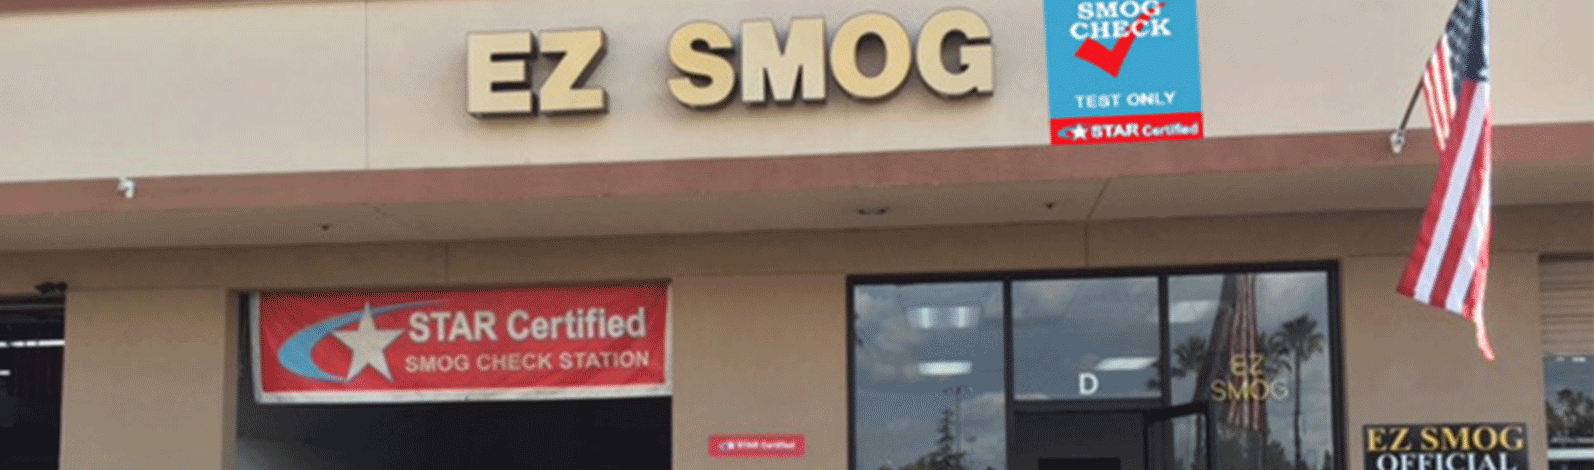 EZ SMOG
SMOG
CHECK
TEST ONLY
STAR Certified
STAR Certified
SMOG CHECK STATION
D
EZ
SMOG
STAR Certified
EZ SMOG
OFFICIAL